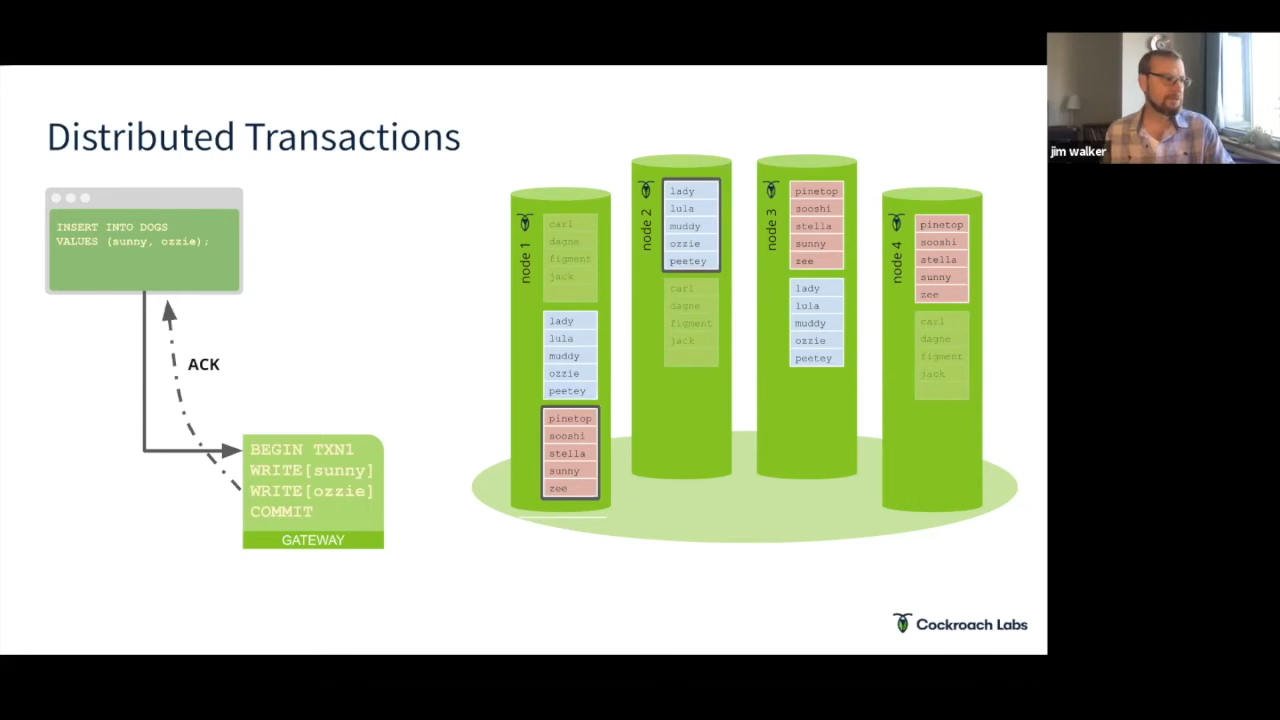 Distributed Transactions
INSERT INTO DOGS
VALUES (sunny, ozzie);
ACK
BEGIN TXN1
WRITE[sunny]
WRITE[ozzie]
COMMIT
GATEWAY
node 1
carl
dagne
figment
jack
lady
lula
muddy
ozzie
peetey
pinetop
sooshi
stella
sunny
zee
node 2
lady
lula
muddy
ozzie
peetey
carl
dagne
figment
jack
node 3
pinetop
sooshi
stella
sunny
zee
lady
lula
muddy
ozzie
peetey
node 4
pinetop
sooshi
stella
sunny
zee
carl
dagne
figment
jack
Cockroach Labs
jim walker